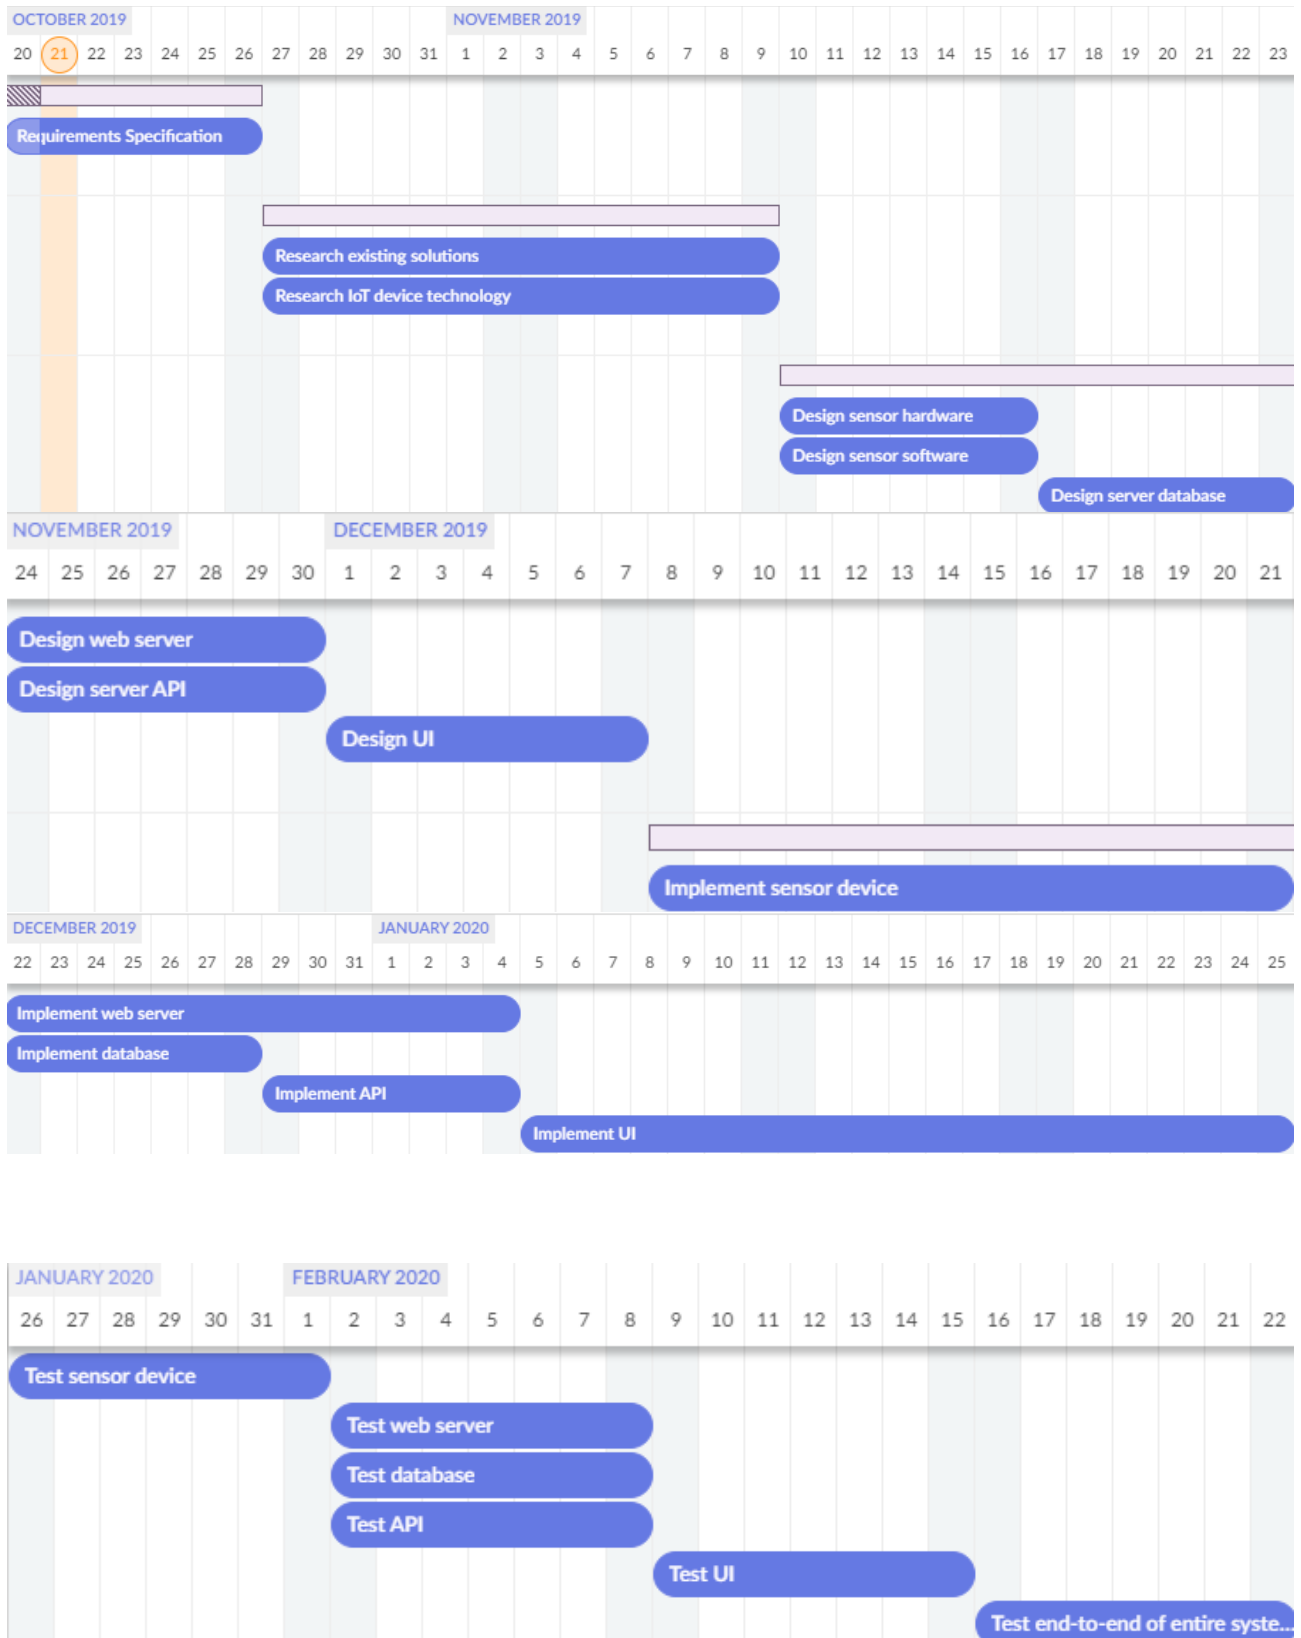 OCTOBER 2019 NOVEMBER 2019
20 21 22 23 24 25 26 27 28 29 30 31 1 2 3 4 5 6 7 8 9 10 11 12 13 14 15 16 17 18 19 20 21 22 23
Requirements Specification
Research existing solutions
Research IoT device technology
Design sensor hardware
Design sensor software
Design server database
NOVEMBER 2019 DECEMBER 2019
24 25 26 27 28 29 30 1 2 3 4 5 6 7 8 9 10 11 12 13 14 15 16 17 18 19 20 21
Design web server
Design server API
Design UI
Implement sensor device
DECEMBER 2019 JANUARY 2020
22 23 24 25 26 27 28 29 30 31 1 2 3 4 5 6 7 8 9 10 11 12 13 14 15 16 17 18 19 20 21 22 23 24 25
Implement web server
Implement database
Implement API
Implement UI
JANUARY 2020 FEBRUARY 2020
26 27 28 29 30 31 1 2 3 4 5 6 7 8 9 10 11 12 13 14 15 16 17 18 19 20 21 22
Test sensor device
Test web server
Test database
Test API
Test UI
Test end-to-end of entire syste...